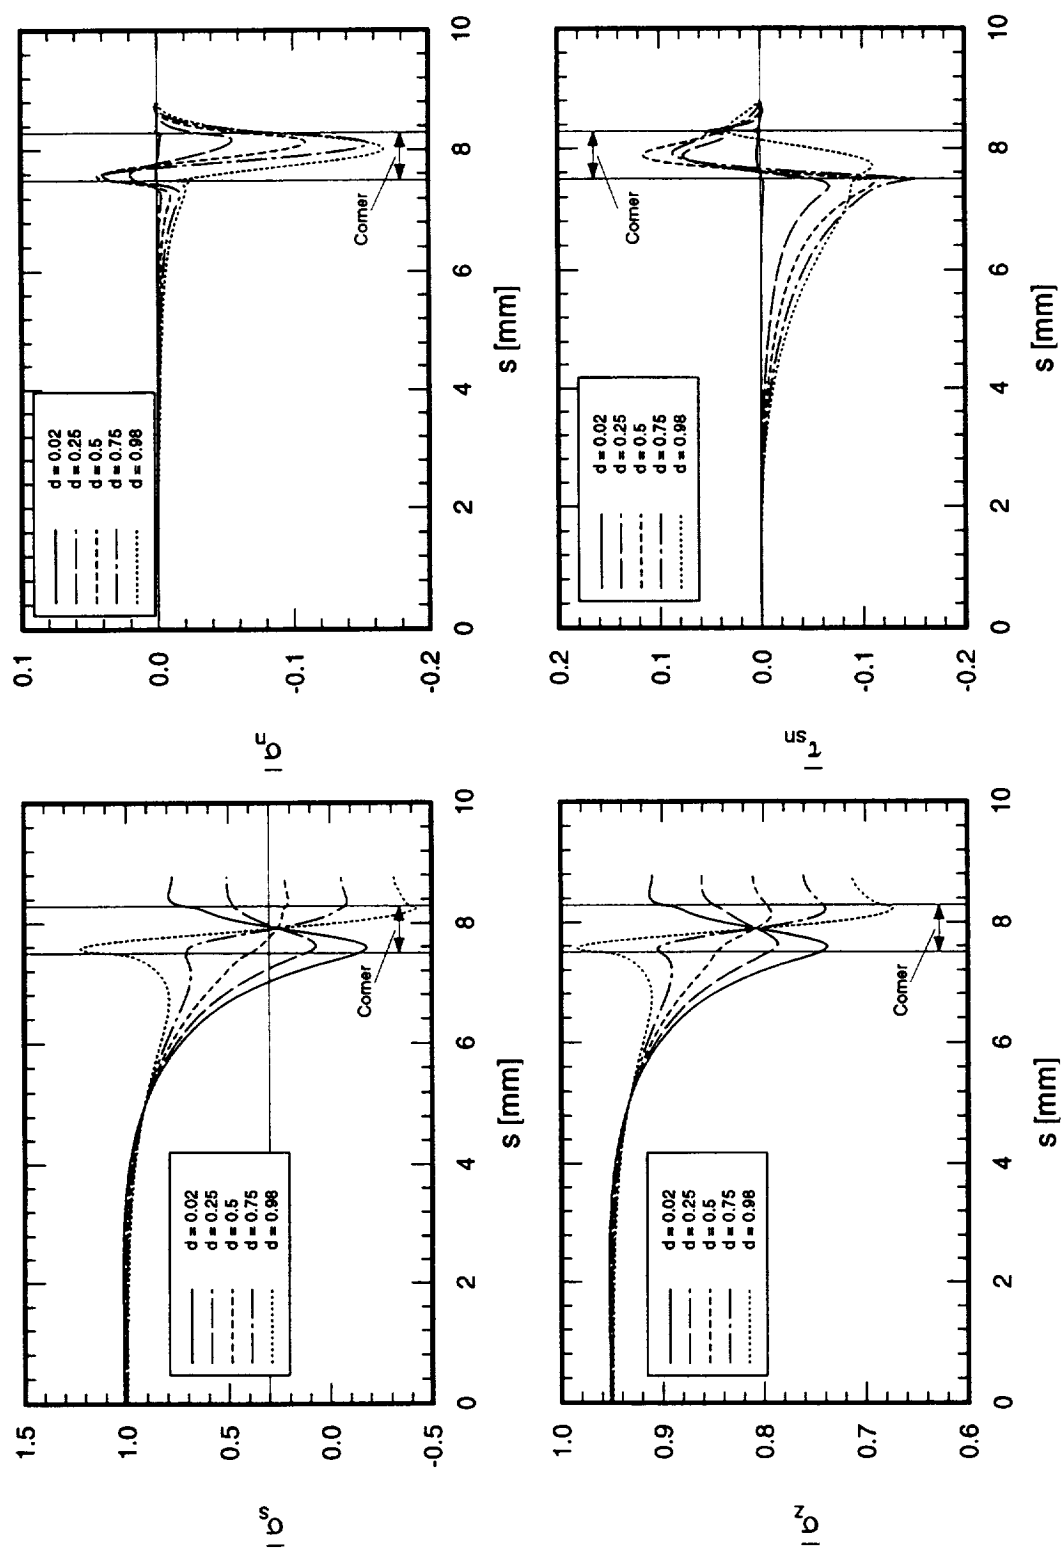 σ̄s
1.5
1.0
0.5
0.0
-0.5
d = 0.02
d = 0.25
d = 0.5
d = 0.75
d = 0.98
Corner
0 2 4 6 8 10
s [mm]
σ̄n
0.1
0.0
-0.1
-0.2
d = 0.02
d = 0.25
d = 0.5
d = 0.75
d = 0.98
Corner
0 2 4 6 8 10
s [mm]
σ̄z
1.0
0.9
0.8
0.7
0.6
d = 0.02
d = 0.25
d = 0.5
d = 0.75
d = 0.98
Corner
0 2 4 6 8 10
s [mm]
τ̄sn
0.2
0.1
0.0
-0.1
-0.2
d = 0.02
d = 0.25
d = 0.5
d = 0.75
d = 0.98
Corner
0 2 4 6 8 10
s [mm]